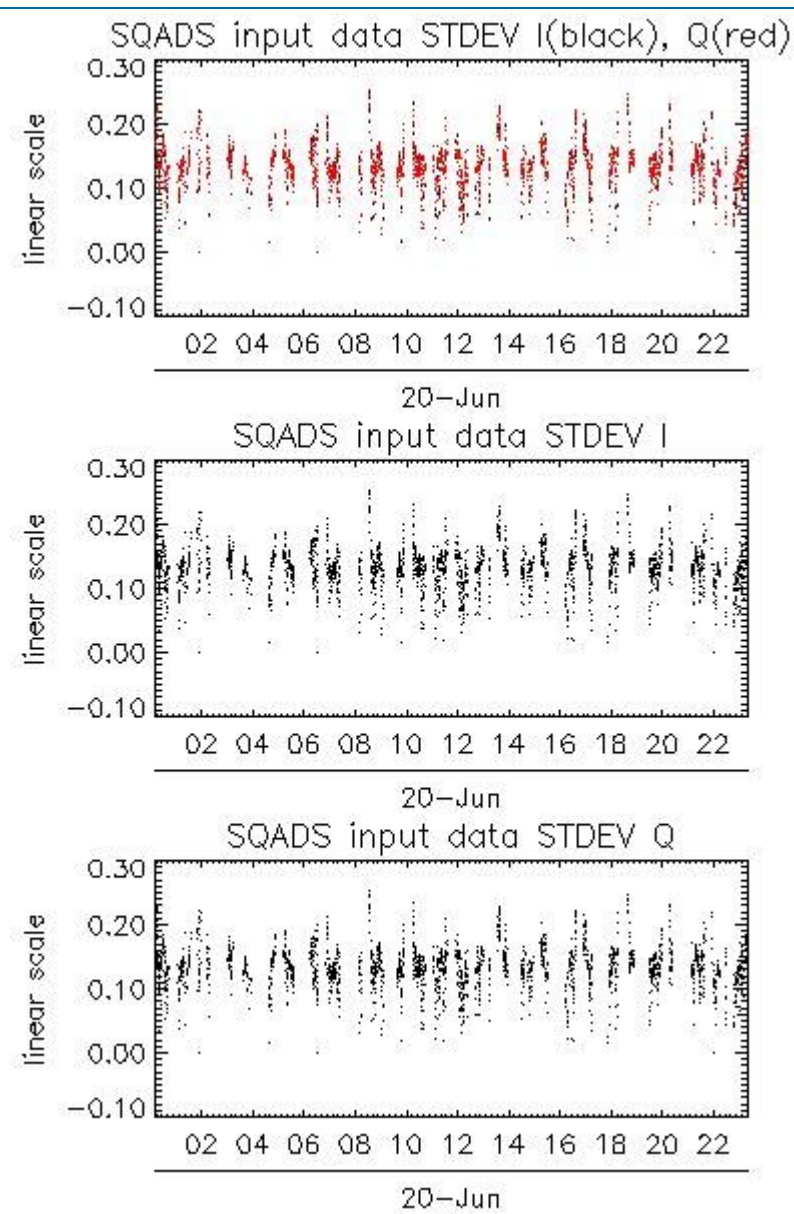 SQADS input data STDEV I(black), Q(red)
0.30
0.20
0.10
0.00
−0.10
linear scale
02 04 06 08 10 12 14 16 18 20 22
20−Jun
SQADS input data STDEV I
0.30
0.20
0.10
0.00
−0.10
linear scale
02 04 06 08 10 12 14 16 18 20 22
20−Jun
SQADS input data STDEV Q
0.30
0.20
0.10
0.00
−0.10
linear scale
02 04 06 08 10 12 14 16 18 20 22
20−Jun